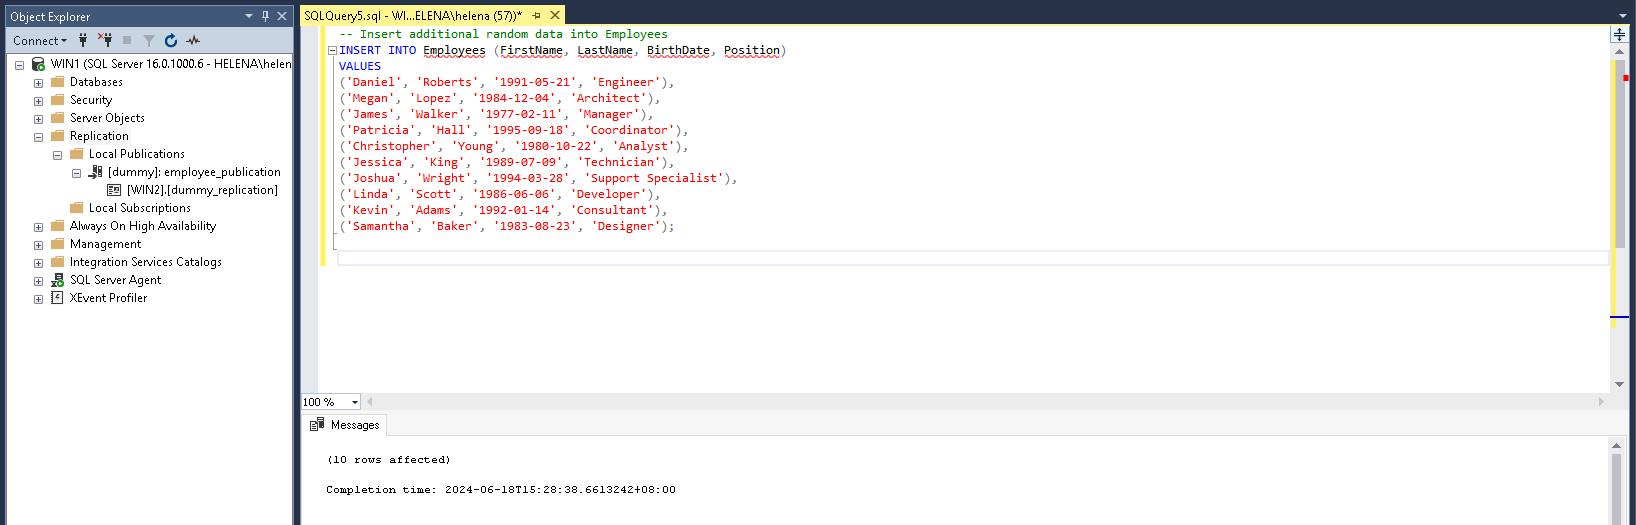 Object Explorer
Connect
WIN1 (SQL Server 16.0.1000.6 - HELENA\helen
Databases
Security
Server Objects
Replication
Local Publications
[dummy]: employee_publication
[WIN2].[dummy_replication]
Local Subscriptions
Always On High Availability
Management
Integration Services Catalogs
SQL Server Agent
XEvent Profiler
SQLQuery5.sql - WI...ELENA\helena (57))*
-- Insert additional random data into Employees
INSERT INTO Employees (FirstName, LastName, BirthDate, Position)
VALUES
('Daniel', 'Roberts', '1991-05-21', 'Engineer'),
('Megan', 'Lopez', '1984-12-04', 'Architect'),
('James', 'Walker', '1977-02-11', 'Manager'),
('Patricia', 'Hall', '1995-09-18', 'Coordinator'),
('Christopher', 'Young', '1980-10-22', 'Analyst'),
('Jessica', 'King', '1989-07-09', 'Technician'),
('Joshua', 'Wright', '1994-03-28', 'Support Specialist'),
('Linda', 'Scott', '1986-06-06', 'Developer'),
('Kevin', 'Adams', '1992-01-14', 'Consultant'),
('Samantha', 'Baker', '1983-08-23', 'Designer');
100 %
Messages
(10 rows affected)
Completion time: 2024-06-18T15:28:38.6613242+08:00